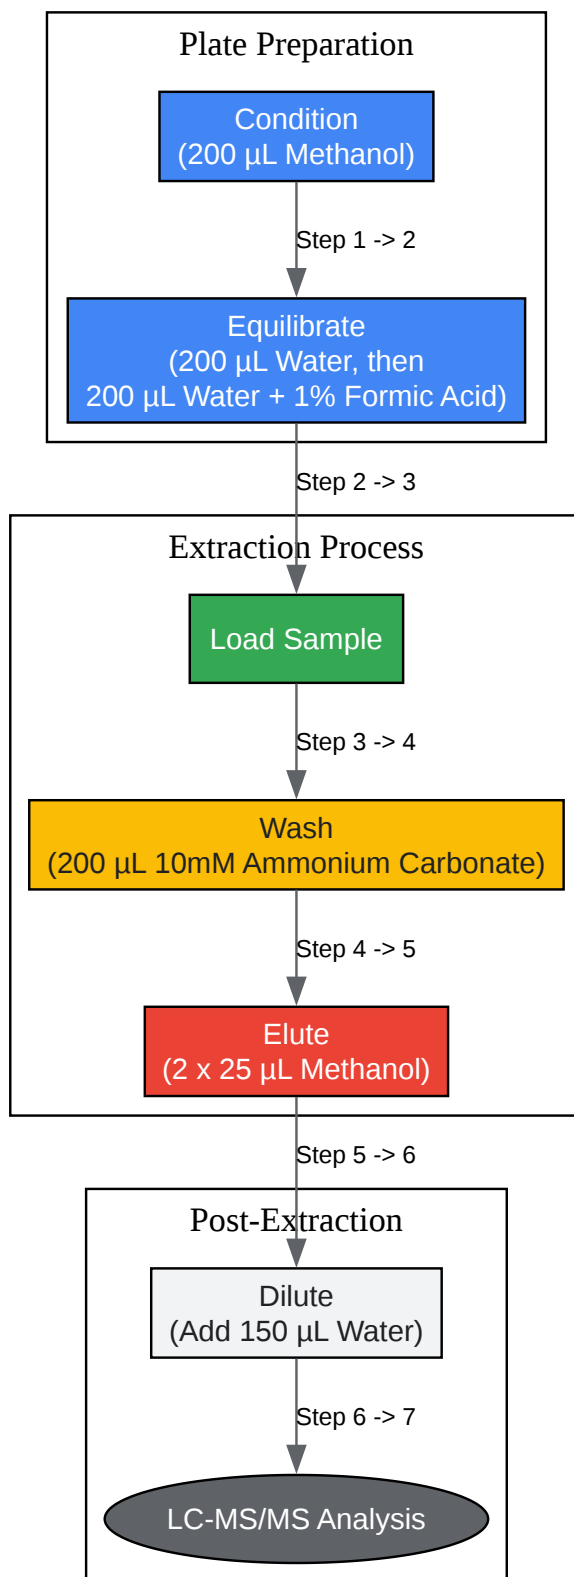 Plate Preparation
Condition
(200 µL Methanol)
Step 1 -> 2
Equilibrate
(200 µL Water, then
200 µL Water + 1% Formic Acid)
Step 2 -> 3
Extraction Process
Load Sample
Step 3 -> 4
Wash
(200 µL 10mM Ammonium Carbonate)
Step 4 -> 5
Elute
(2 x 25 µL Methanol)
Step 5 -> 6
Post-Extraction
Dilute
(Add 150 µL Water)
Step 6 -> 7
LC-MS/MS Analysis